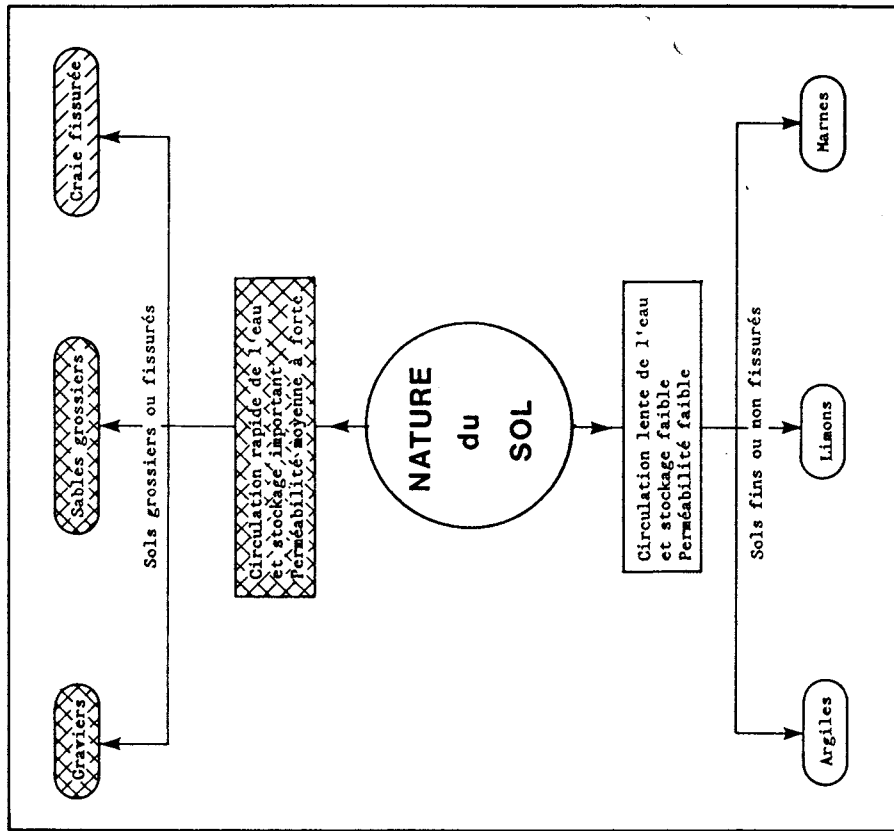 Graviers
Sables grossiers
Craie fissurée
Sols grossiers ou fissurés
Circulation rapide de l'eau
et stockage important
Perméabilité moyenne à forte
NATURE
du
SOL
Circulation lente de l'eau
et stockage faible
Perméabilité faible
Sols fins ou non fissurés
Argiles
Limons
Marnes